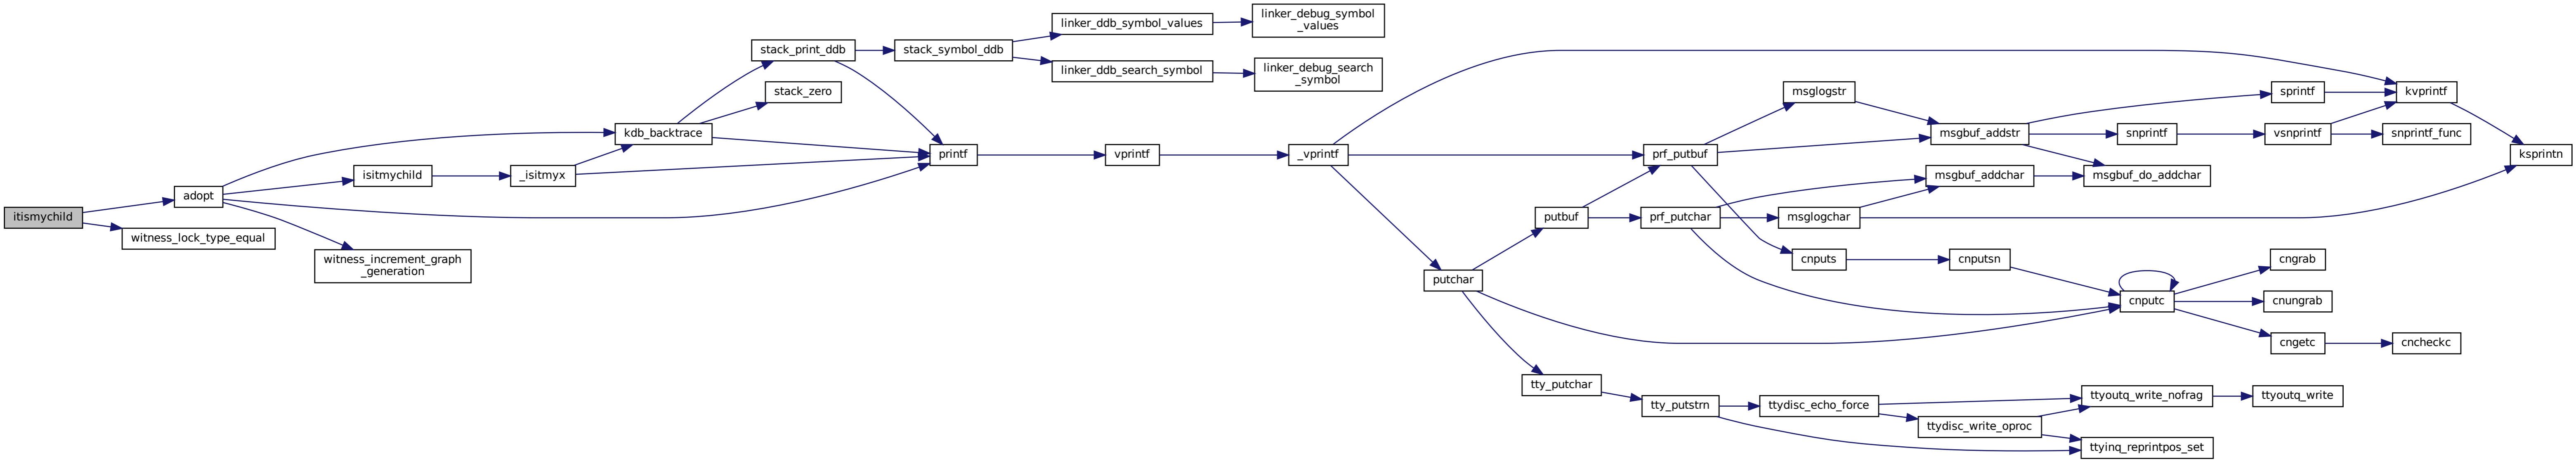 itismychild
adopt
witness_lock_type_equal
isitmychild
witness_increment_graph
_generation
_isitmyx
kdb_backtrace
stack_print_ddb
stack_zero
stack_symbol_ddb
printf
linker_ddb_symbol_values
linker_ddb_search_symbol
linker_debug_symbol
_values
linker_debug_search
_symbol
vprintf
_vprintf
putchar
putbuf
tty_putchar
prf_putbuf
prf_putchar
tty_putstrn
msglogstr
msglogchar
cnputs
ttydisc_echo_force
msgbuf_addstr
msgbuf_addchar
cnputsn
ttydisc_write_oproc
snprintf
msgbuf_do_addchar
cnputc
ttyoutq_write_nofrag
ttyinq_reprintpos_set
sprintf
vsnprintf
cngrab
cnungrab
cngetc
ttyoutq_write
kvprintf
snprintf_func
cncheckc
ksprintn